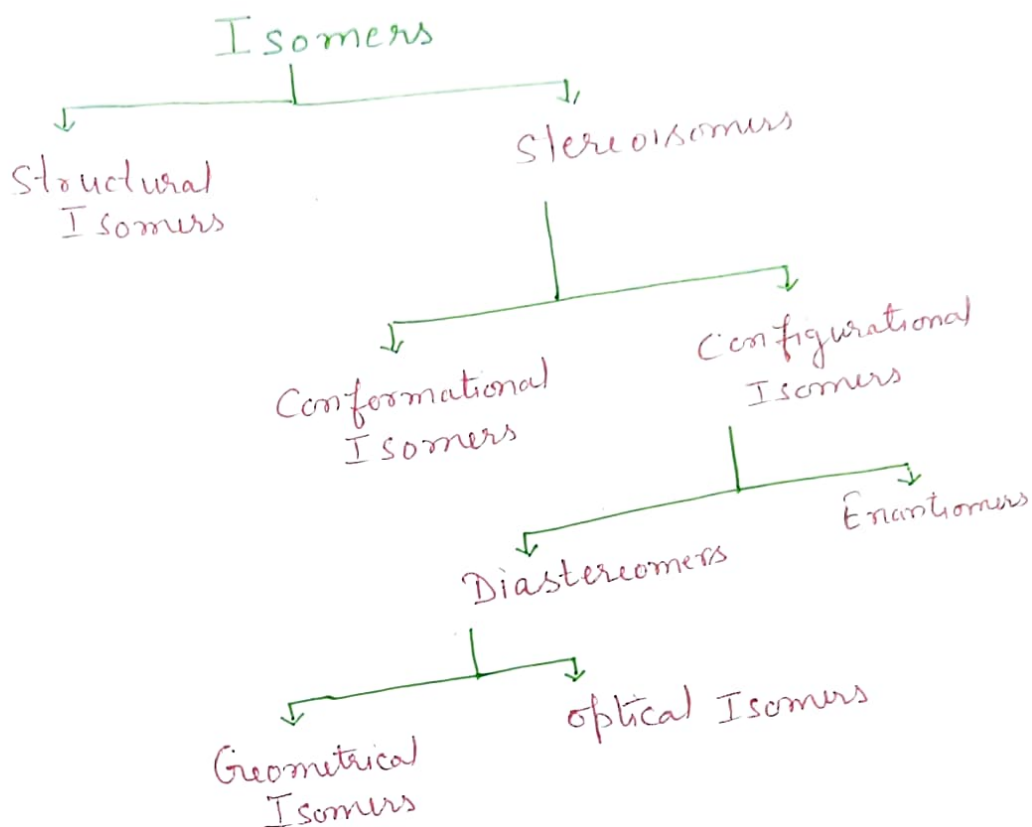 Isomers
Structural
Isomers
Stereoisomers
Conformational
Isomers
Configurational
Isomers
Diastereomers
Enantiomers
Geometrical
Isomers
optical Isomers